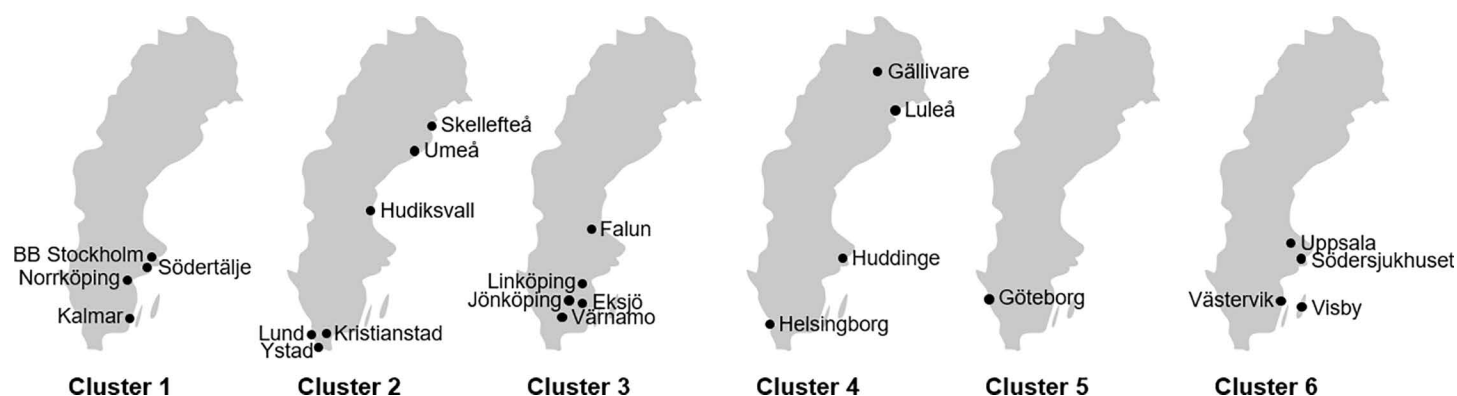 BB Stockholm
Södertälje
Norrköping
Kalmar
Cluster 1
Skellefteå
Umeå
Hudiksvall
Lund
Kristianstad
Ystad
Cluster 2
Falun
Linköping
Jönköping
Eksjö
Värnamo
Cluster 3
Gällivare
Luleå
Huddinge
Helsingborg
Cluster 4
Göteborg
Cluster 5
Uppsala
Södersjukhuset
Västervik
Visby
Cluster 6